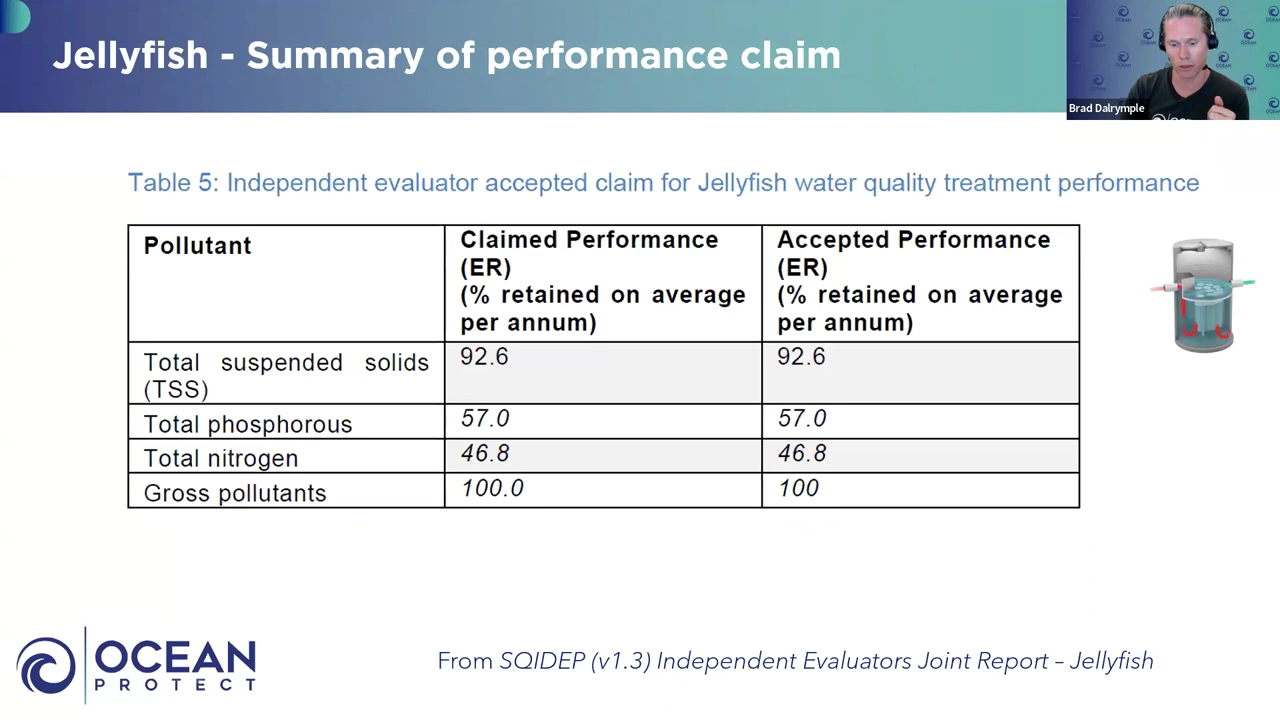 Jellyfish - Summary of performance claim
Brad Dalrymple
Table 5: Independent evaluator accepted claim for Jellyfish water quality treatment performance
Pollutant
Claimed Performance
(ER)
(% retained on average
per annum)
Accepted Performance
(ER)
(% retained on average
per annum)
Total suspended solids
(TSS)
92.6
92.6
Total phosphorous
57.0
57.0
Total nitrogen
46.8
46.8
Gross pollutants
100.0
100
OCEAN
PROTECT
From SQIDEP (v1.3) Independent Evaluators Joint Report – Jellyfish